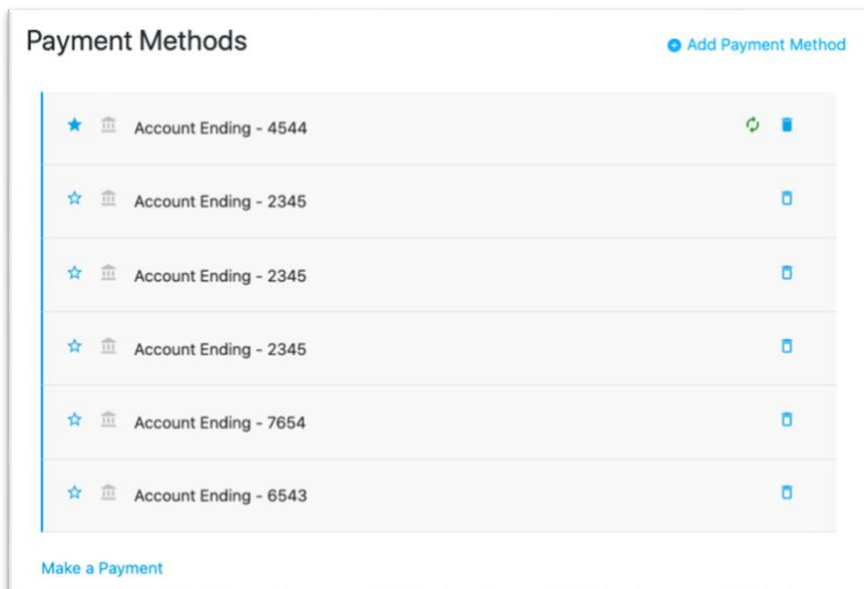 Payment Methods
Add Payment Method
Account Ending - 4544
Account Ending - 2345
Account Ending - 2345
Account Ending - 2345
Account Ending - 7654
Account Ending - 6543
Make a Payment